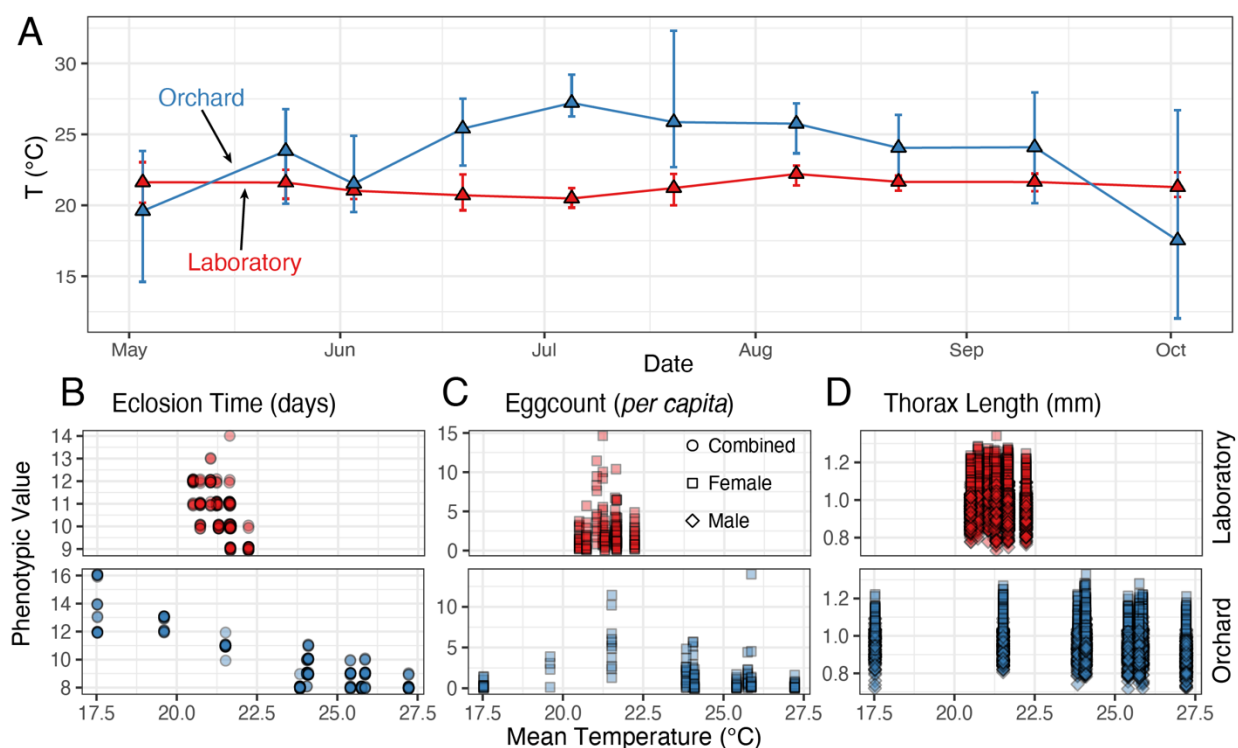 A
T (°C)
30
25
20
15
Orchard
Laboratory
May
Jun
Jul
Aug
Sep
Oct
Date
B
Eclosion Time (days)
C
Eggcount (per capita)
D
Thorax Length (mm)
Phenotypic Value
14
13
12
11
10
9
15
10
5
0
Combined
Female
Male
1.2
1.0
0.8
Laboratory
16
14
12
10
8
10
5
0
1.2
1.0
0.8
Orchard
17.5 20.0 22.5 25.0 27.5
17.5 20.0 22.5 25.0 27.5
17.5 20.0 22.5 25.0 27.5
Mean Temperature (°C)